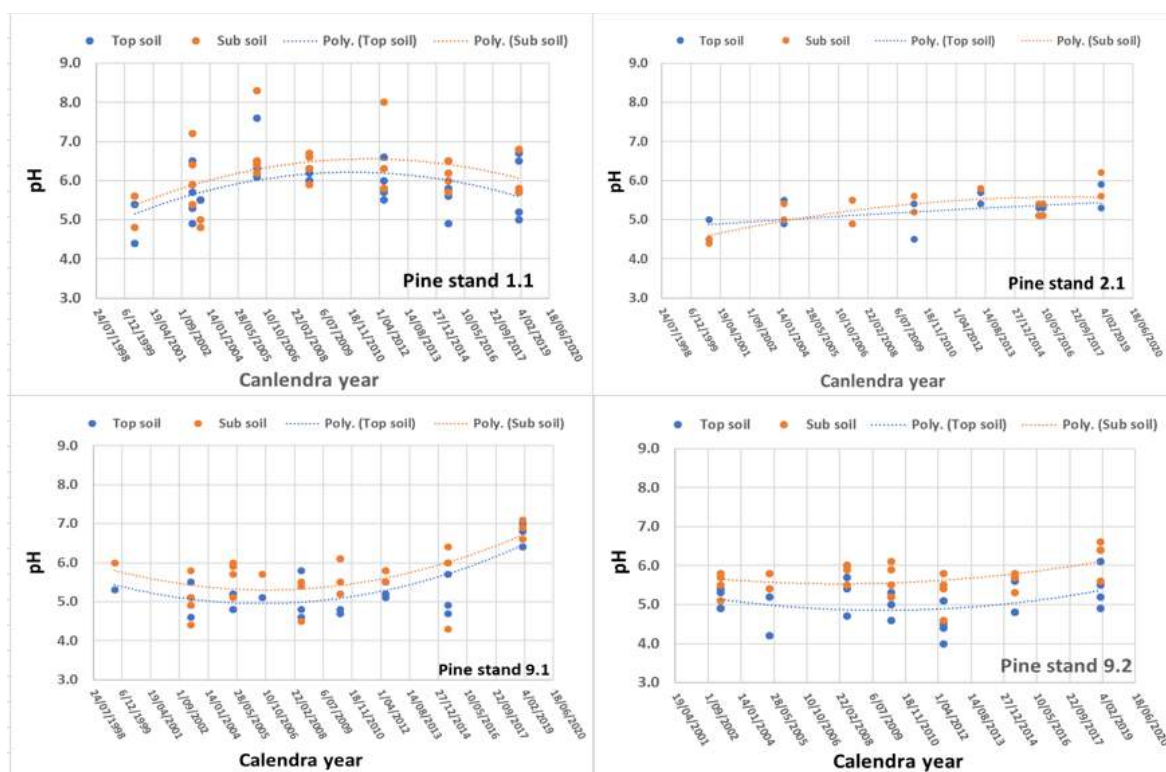 Top soil Sub soil Poly. (Top soil) Poly. (Sub soil)
9.0
8.0
7.0
6.0
5.0
4.0
3.0
pH
Pine stand 1.1
24/07/1998 6/12/1999 19/04/2001 1/09/2002 14/01/2004 28/05/2005 10/10/2006 22/02/2008 6/07/2009 18/11/2010 1/04/2012 14/08/2013 27/12/2014 10/05/2016 22/09/2017 4/02/2019 18/06/2020
Canlendra year
Top soil Sub soil Poly. (Top soil) Poly. (Sub soil)
9.0
8.0
7.0
6.0
5.0
4.0
3.0
pH
Pine stand 2.1
24/07/1998 6/12/1999 19/04/2001 1/09/2002 14/01/2004 28/05/2005 10/10/2006 22/02/2008 6/07/2009 18/11/2010 1/04/2012 14/08/2013 27/12/2014 10/05/2016 22/09/2017 4/02/2019 18/06/2020
Canlendra year
Top soil Sub soil Poly. (Top soil) Poly. (Sub soil)
9.0
8.0
7.0
6.0
5.0
4.0
3.0
pH
Pine stand 9.1
24/07/1998 6/12/1999 19/04/2001 1/09/2002 14/01/2004 28/05/2005 10/10/2006 22/02/2008 6/07/2009 18/11/2010 1/04/2012 14/08/2013 27/12/2014 10/05/2016 22/09/2017 4/02/2019 18/06/2020
Calendra year
Top soil Sub soil Poly. (Top soil) Poly. (Sub soil)
9.0
8.0
7.0
6.0
5.0
4.0
3.0
pH
Pine stand 9.2
19/04/2001 1/09/2002 14/01/2004 28/05/2005 10/10/2006 22/02/2008 6/07/2009 18/11/2010 1/04/2012 14/08/2013 27/12/2014 10/05/2016 22/09/2017 4/02/2019 18/06/2020
Calendra year